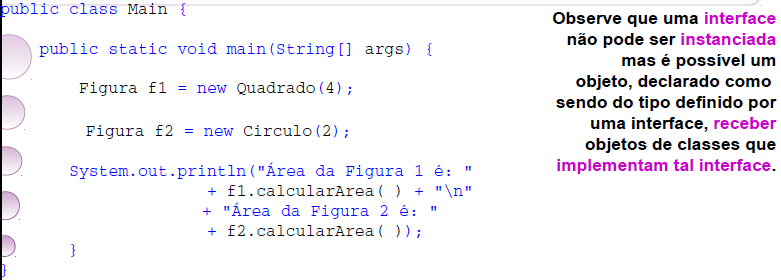 public class Main {
public static void main(String[] args) {
Figura f1 = new Quadrado(4);
Figura f2 = new Circulo(2);
System.out.println("Área da Figura 1 é: "
+ f1.calcularArea( ) + "\n"
+ "Área da Figura 2 é: "
+ f2.calcularArea( ));
}
}
Observe que uma interface
não pode ser instanciada
mas é possível um
objeto, declarado como
sendo do tipo definido por
uma interface, receber
objetos de classes que
implementam tal interface.